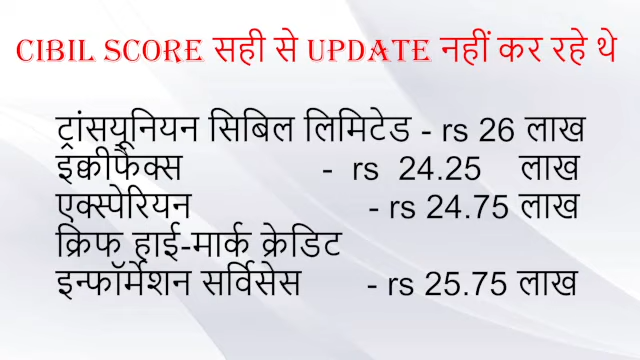 CIBIL SCORE सही से UPDATE नहीं कर रहे थे
ट्रांसयूनियन सिबिल लिमिटेड - rs 26 लाख
इक्वीफैक्स - rs 24.25 लाख
एक्स्पेरियन - rs 24.75 लाख
क्रिफ हाई-मार्क क्रेडिट
इन्फॉर्मेशन सर्विसेस - rs 25.75 लाख